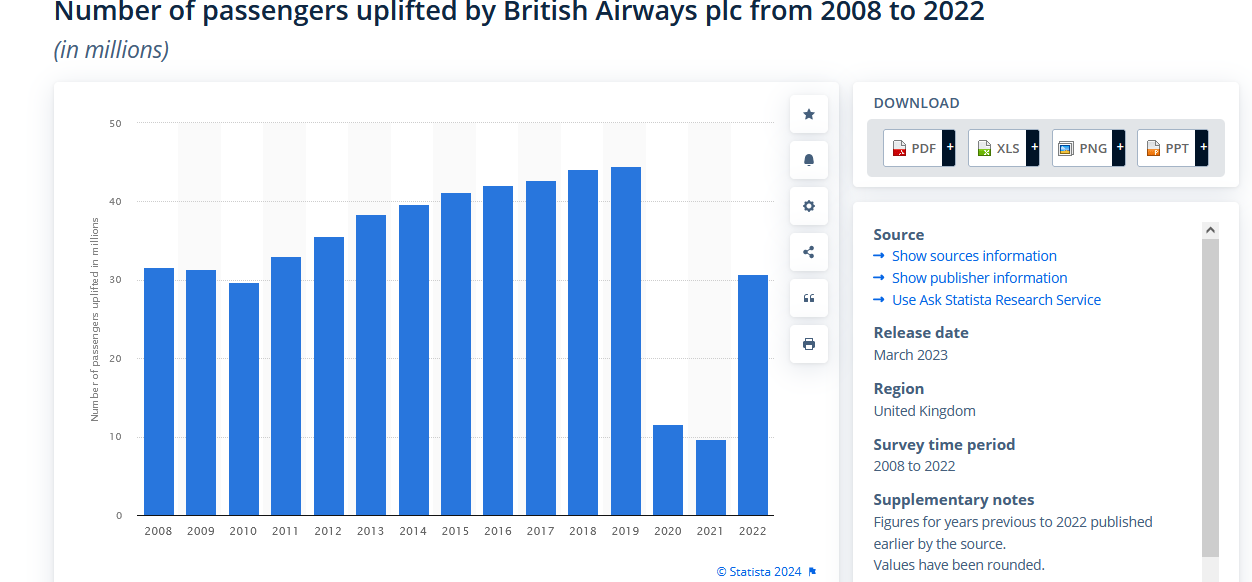 Number of passengers uplifted by British Airways plc from 2008 to 2022
(in millions)
Number of passengers uplifted in millions
50
40
30
20
10
0
2008 2009 2010 2011 2012 2013 2014 2015 2016 2017 2018 2019 2020 2021 2022
© Statista 2024
DOWNLOAD
PDF + XLS + PNG + PPT +
Source
→ Show sources information
→ Show publisher information
→ Use Ask Statista Research Service
Release date
March 2023
Region
United Kingdom
Survey time period
2008 to 2022
Supplementary notes
Figures for years previous to 2022 published
earlier by the source.
Values have been rounded.